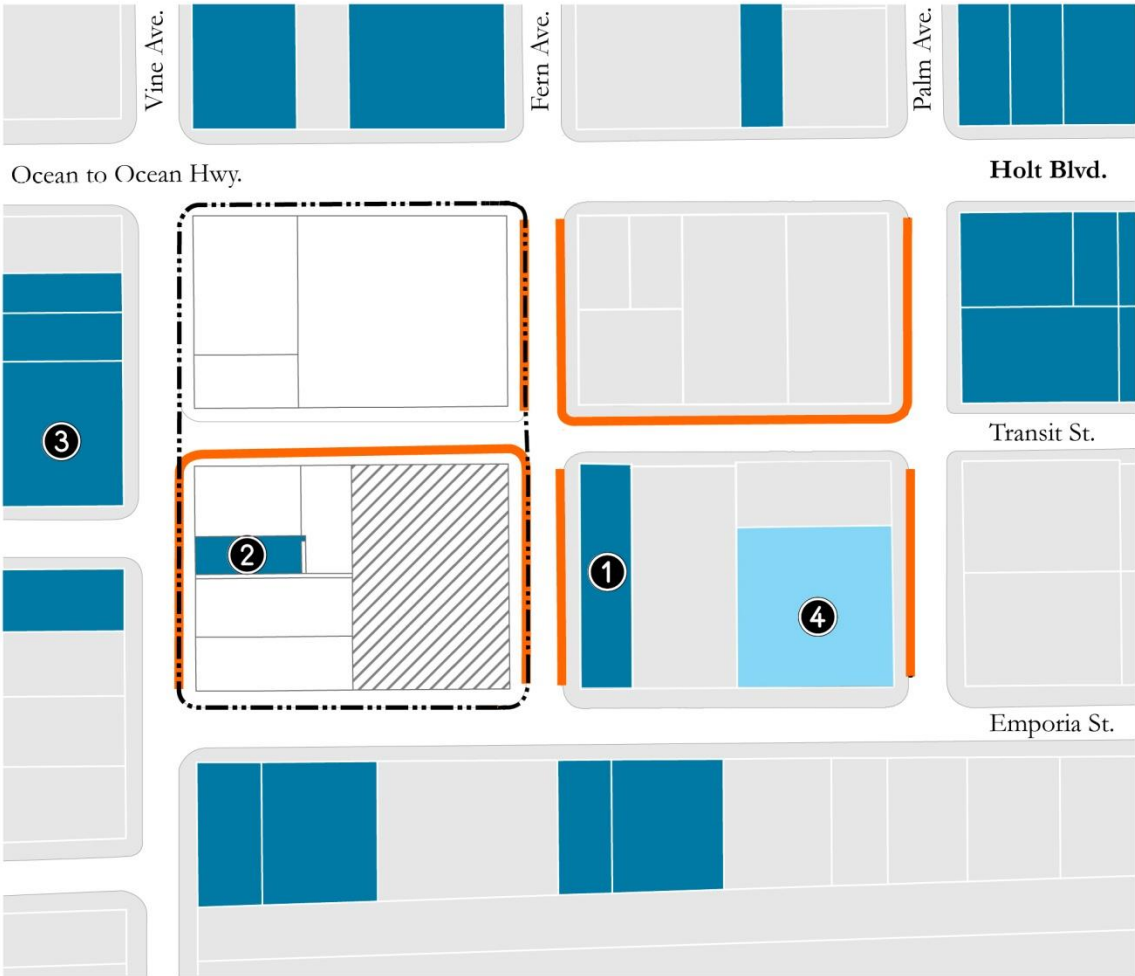 Vine Ave.
Fern Ave.
Palm Ave.
Ocean to Ocean Hwy.
Holt Blvd.
3
Transit St.
2
1
4
Emporia St.